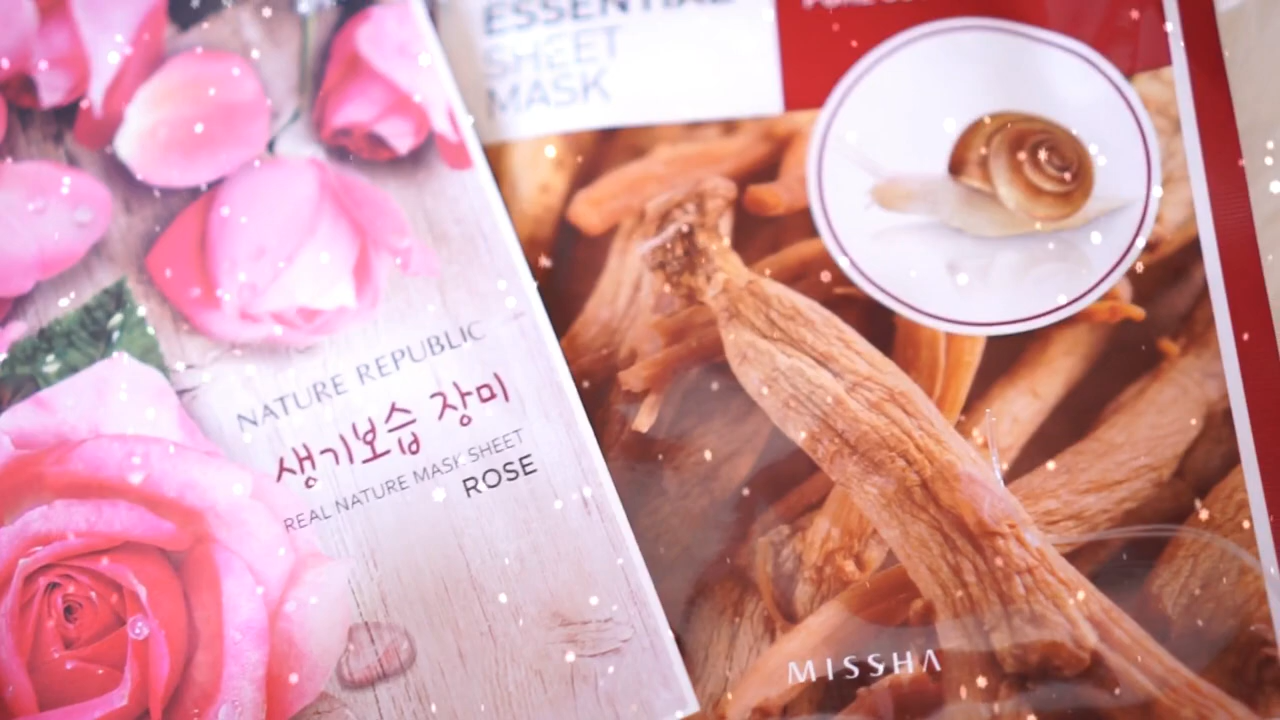 NATURE REPUBLIC
생기보습 장미
REAL NATURE MASK SHEET
ROSE
ESSENTIAL
SHEET
MASK
MISSHA